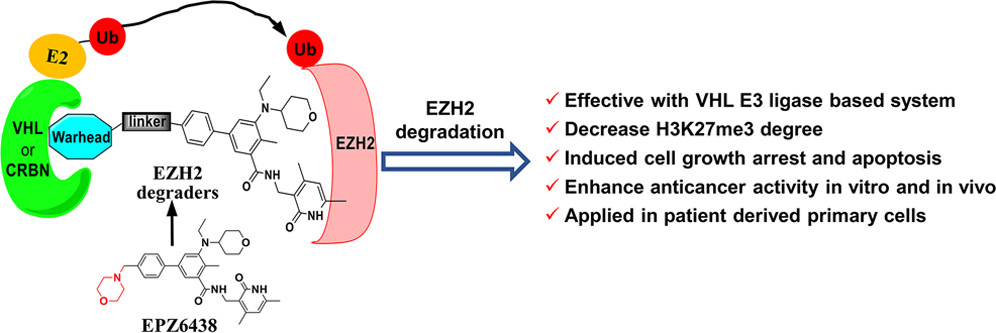 Ub
E2
Ub
VHL
or
CRBN
Warhead
linker
N
O
O
NH
O
NH
EZH2
EZH2
degraders
N
O
N
O
O
NH
O
NH
EPZ6438
EZH2
degradation
✓ Effective with VHL E3 ligase based system
✓ Decrease H3K27me3 degree
✓ Induced cell growth arrest and apoptosis
✓ Enhance anticancer activity in vitro and in vivo
✓ Applied in patient derived primary cells